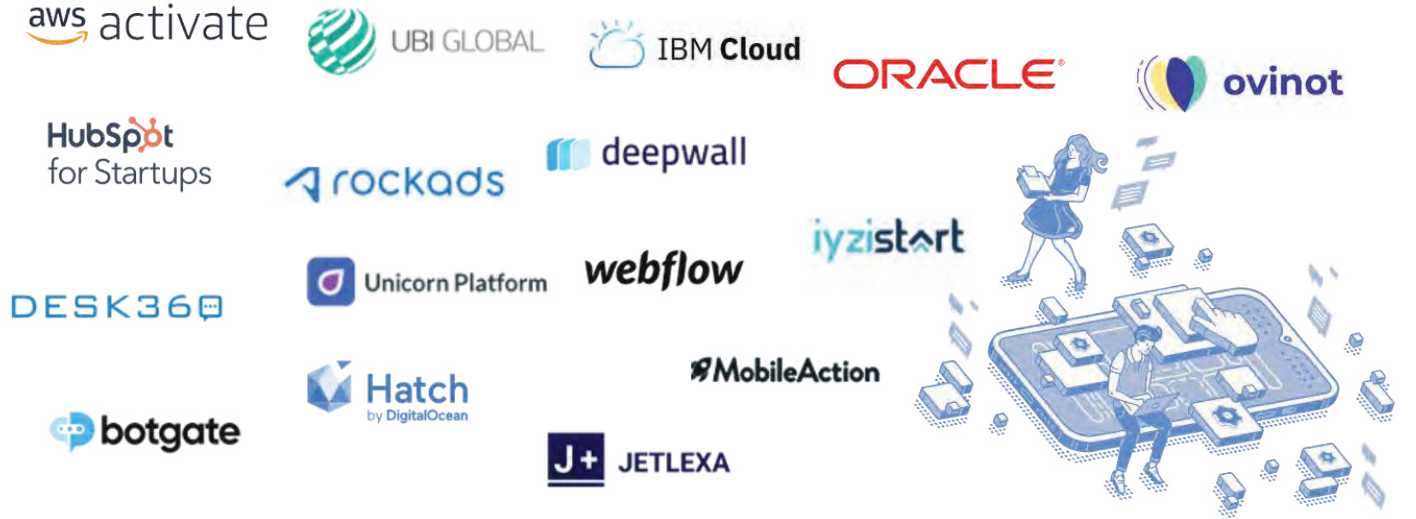 aws activate
UBI GLOBAL
IBM Cloud
ORACLE®
ovinot
HubSpot
for Startups
rockads
deepwall
iyzistart
Unicorn Platform
webflow
DESK360
Hatch
by DigitalOcean
MobileAction
botgate
J+ JETLEXA